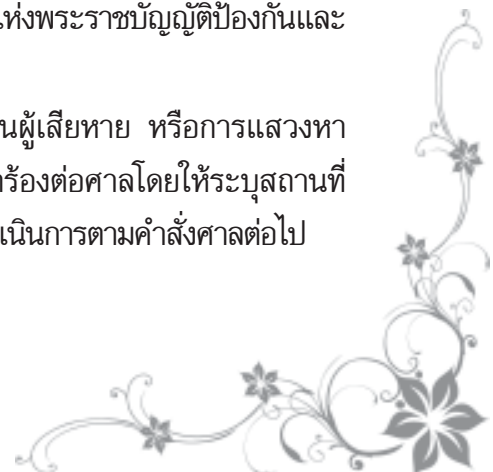 ห่งพระราชบัญญัติป้องกันและ
นผู้เสียหาย หรือการแสวงหา
ร้องต่อศาลโดยให้ระบุสถานที่
เนินการตามคำสั่งศาลต่อไป